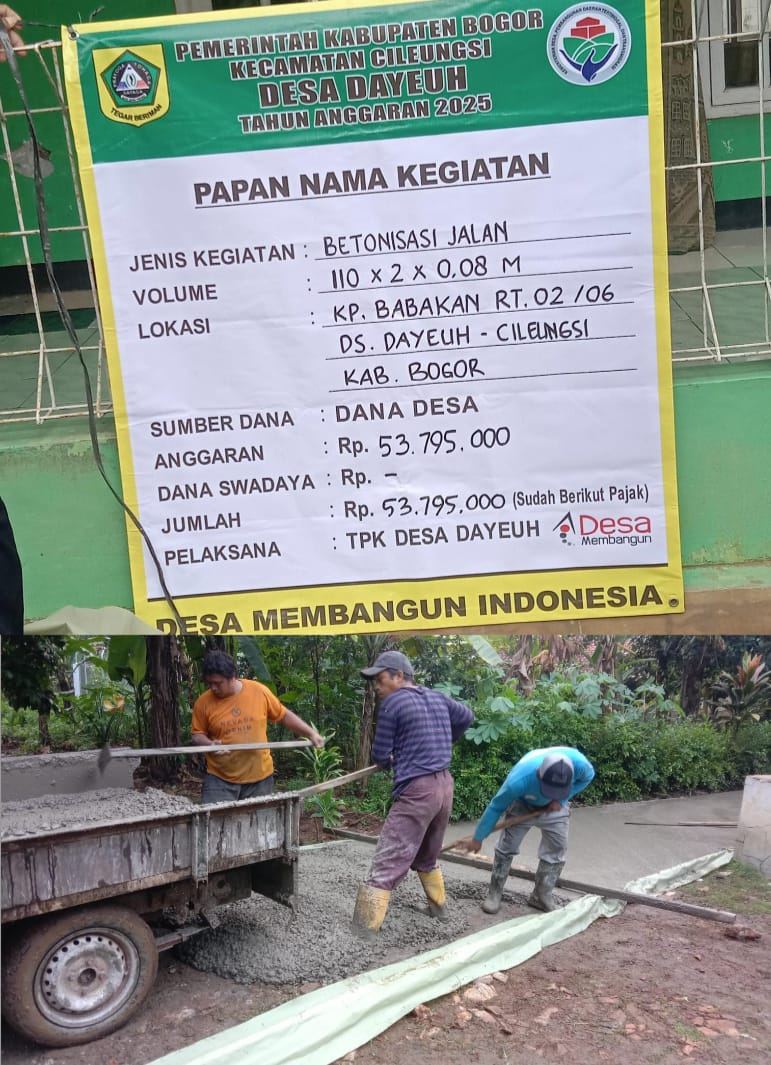 PEMERINTAH KABUPATEN BOGOR
KECAMATAN CILEUNGSI
DESA DAYEUH
TAHUN ANGGARAN 2025
TEGAR BERIMAN
PAPAN NAMA KEGIATAN
JENIS KEGIATAN : BETONISASI JALAN
VOLUME : 110 x 2 x 0,08 M
LOKASI : KP. BABAKAN RT. 02 /06
DS. DAYEUH - CILEUNGSI
KAB. BOGOR
SUMBER DANA : DANA DESA
ANGGARAN : Rp. 53.795.000
DANA SWADAYA : Rp. -
JUMLAH : Rp. 53.795.000 (Sudah Berikut Pajak)
PELAKSANA : TPK DESA DAYEUH
Desa
Membangun
DESA MEMBANGUN INDONESIA